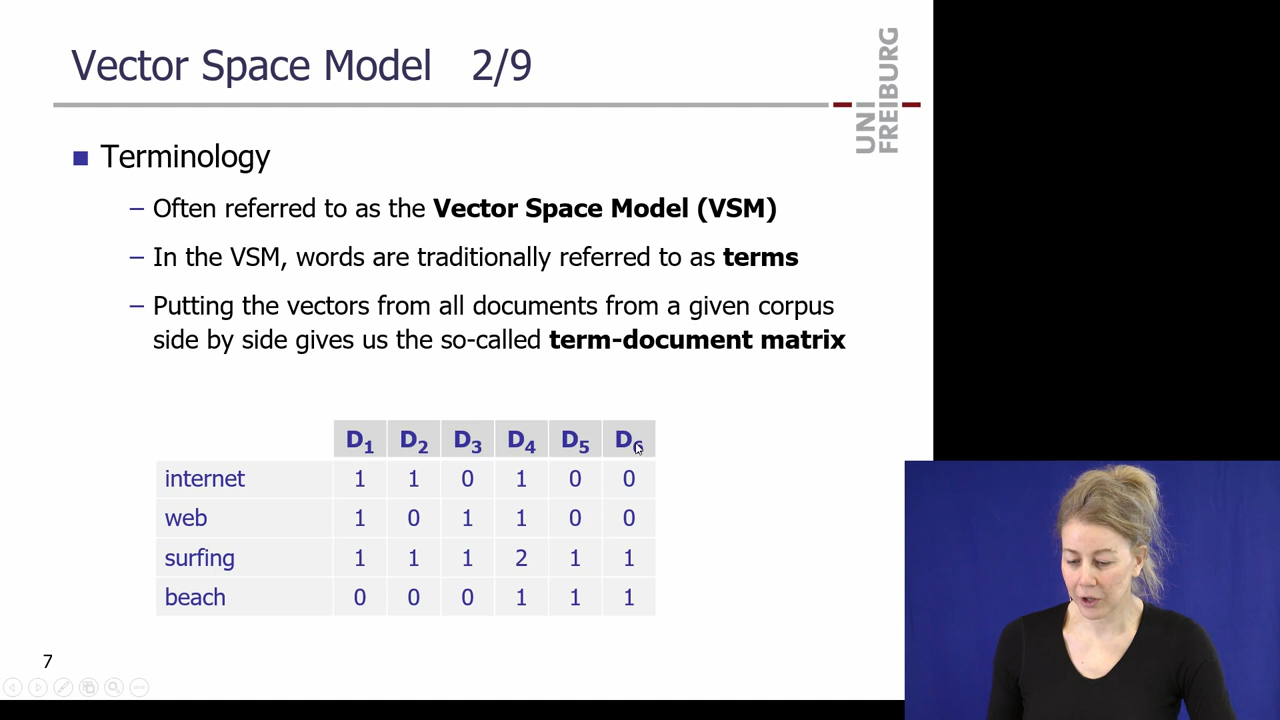 Vector Space Model 2/9
UNI
FREIBURG
Terminology
– Often referred to as the Vector Space Model (VSM)
– In the VSM, words are traditionally referred to as terms
– Putting the vectors from all documents from a given corpus
side by side gives us the so-called term-document matrix
D1 D2 D3 D4 D5 D6
internet 1 1 0 1 0 0
web 1 0 1 1 0 0
surfing 1 1 1 2 1 1
beach 0 0 0 1 1 1
7